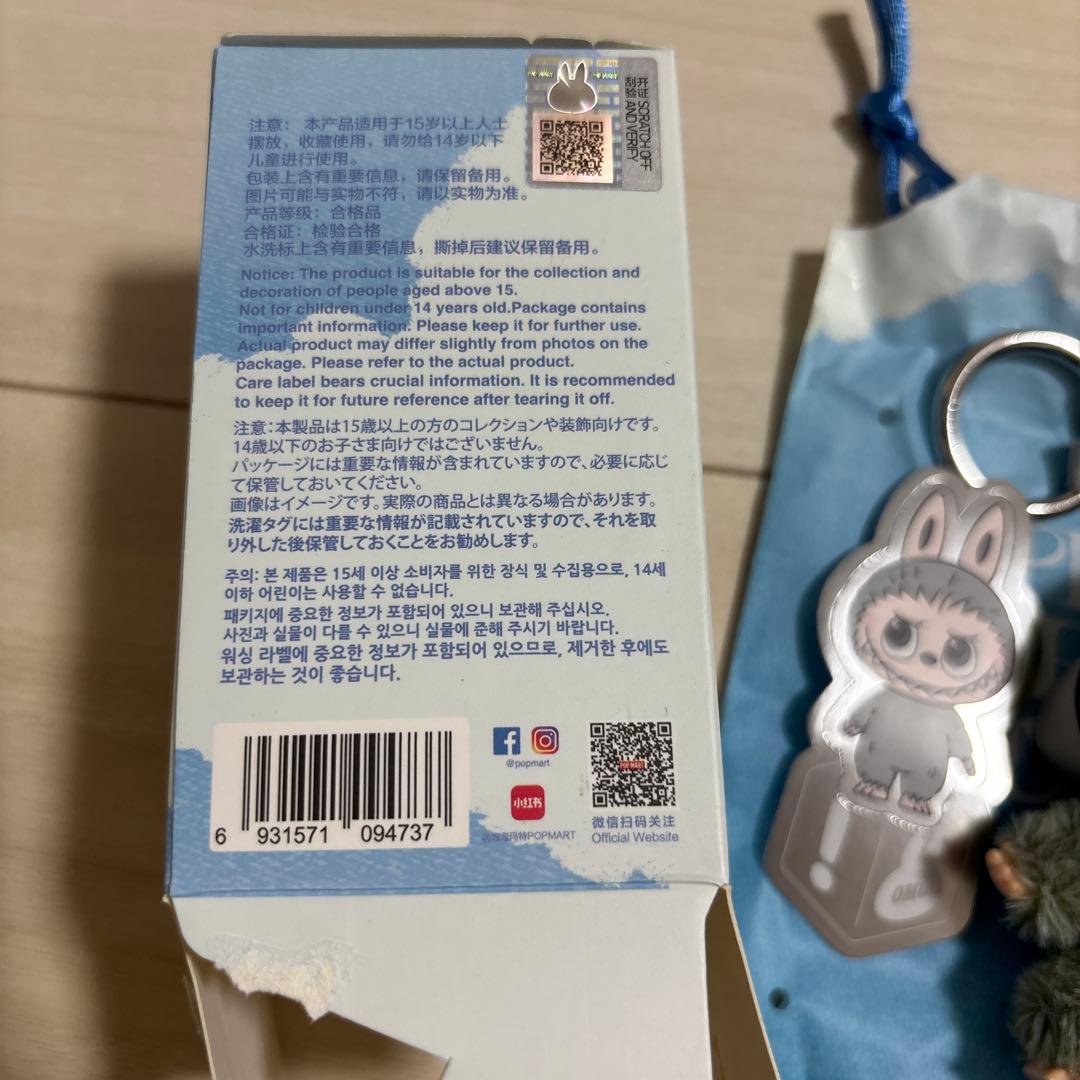 开证 SCRATCH OFF
刮验 AND VERIFY
注意： 本产品适用于15岁以上人士
摆放，收藏使用，请勿给14岁以下
儿童进行使用。
包装上含有重要信息，请保留备用。
图片可能与实物不符，请以实物为准。
产品等级：合格品
合格证：检验合格
水洗标上含有重要信息，撕掉后建议保留备用。
Notice: The product is suitable for the collection and
decoration of people aged above 15.
Not for children under 14 years old.Package contains
important information. Please keep it for further use.
Actual product may differ slightly from photos on the
package. Please refer to the actual product.
Care label bears crucial information. It is recommended
to keep it for future reference after tearing it off.
注意:本製品は15歳以上の方のコレクションや装飾向けです。
14歳以下のお子さま向けではございません。
パッケージには重要な情報が含まれていますので、必要に応じ
て保管しておいてください。
画像はイメージです。実際の商品とは異なる場合があります。
洗濯タグには重要な情報が記載されていますので、それを取
り外した後保管しておくことをお勧めします。
주의: 본 제품은 15세 이상 소비자를 위한 장식 및 수집용으로, 14세
이하 어린이는 사용할 수 없습니다.
패키지에 중요한 정보가 포함되어 있으니 보관해 주십시오.
사진과 실물이 다를 수 있으니 실물에 준해 주시기 바랍니다.
워싱 라벨에 중요한 정보가 포함되어 있으므로, 제거한 후에도
보관하는 것이 좋습니다.
6 931571 094737
@popmart
小红书
泡泡玛特POPMART
POP MART
微信扫码关注
Official Website